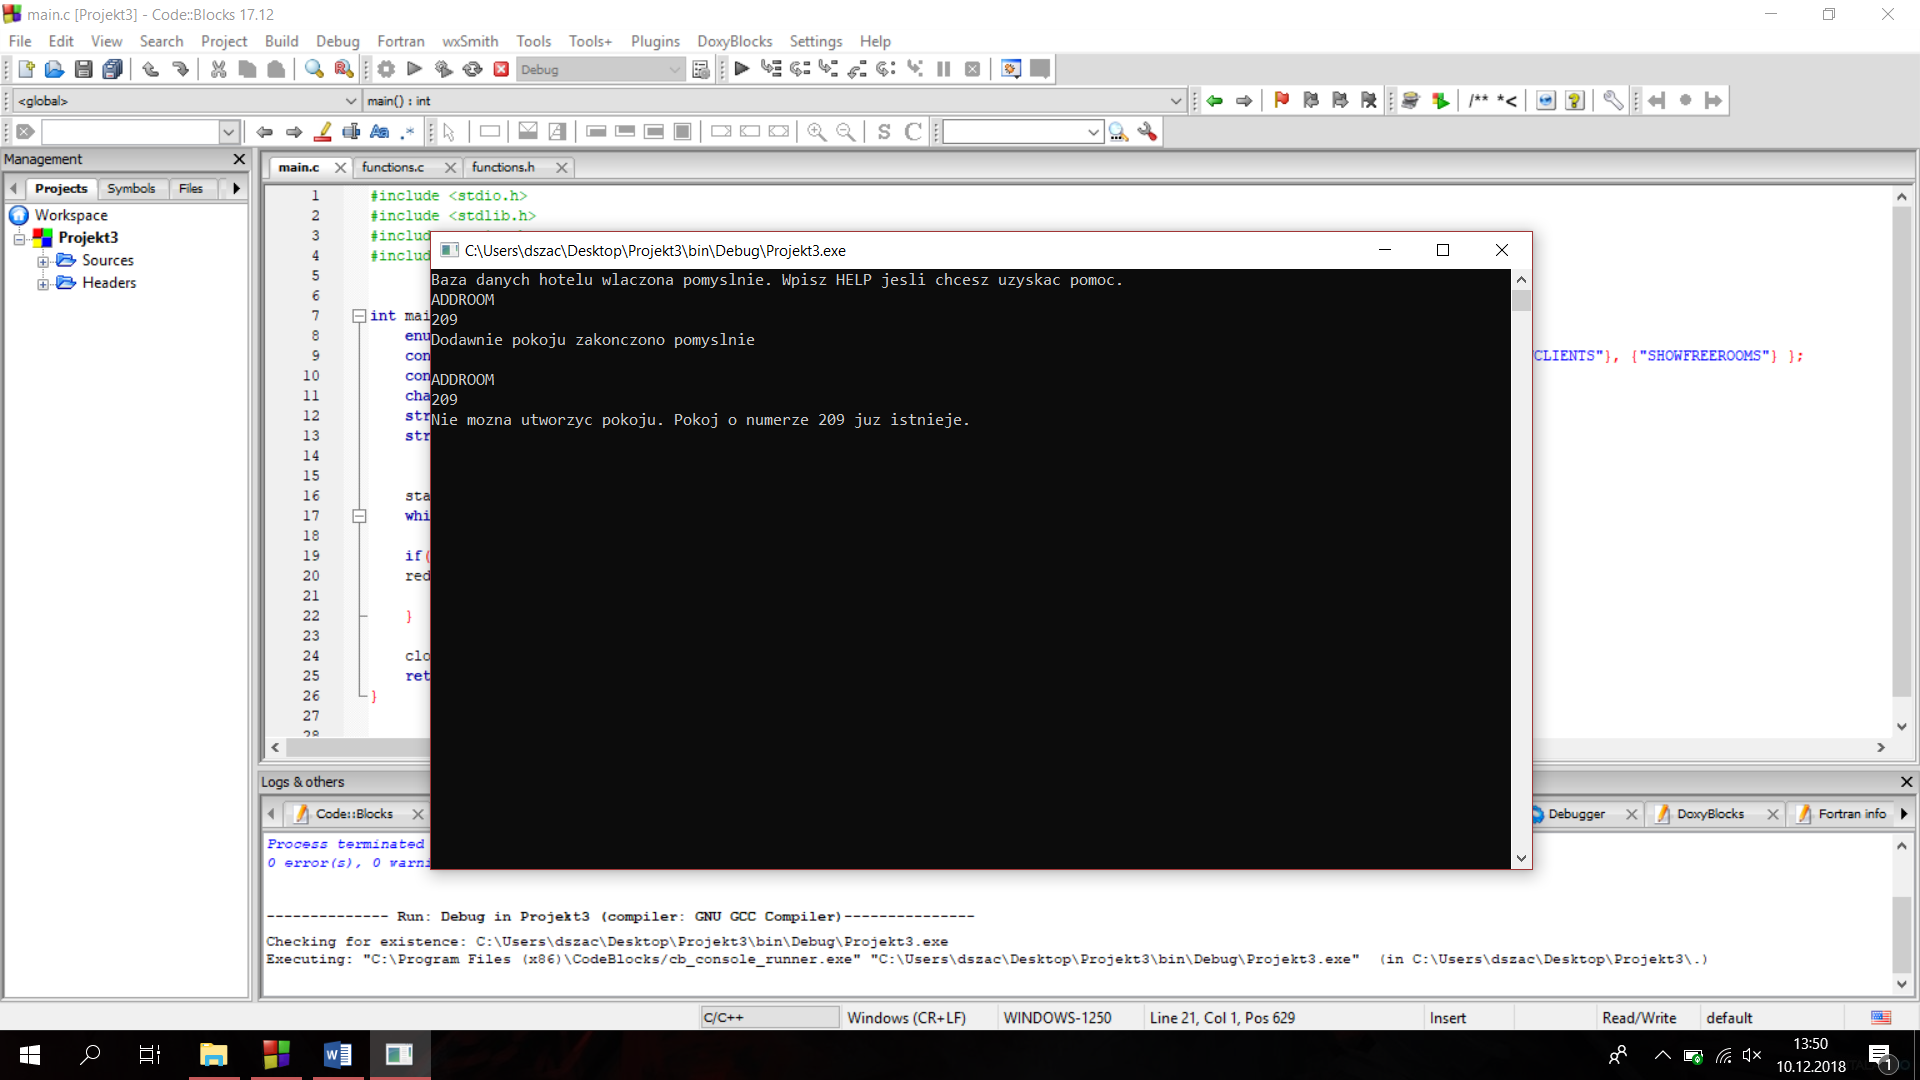 main.c [Projekt3] - Code::Blocks 17.12
File Edit View Search Project Build Debug Fortran wxSmith Tools Tools+ Plugins DoxyBlocks Settings Help
Debug
<global> main() : int
/** *<
Management
main.c functions.c functions.h
Projects Symbols Files
Workspace
Projekt3
Sources
Headers
1 #include <stdio.h>
2 #include <stdlib.h>
3 #includ
4 #includ
5
6
7 int mai
8 enu
9 con CLIENTS"}, {"SHOWFREEROOMS"} };
10 con
11 cha
12 str
13 str
14
15
16 sta
17 whi
18
19 if(
20 red
21
22 }
23
24 clo
25 ret
26 }
27
28
C:\Users\dszac\Desktop\Projekt3\bin\Debug\Projekt3.exe
Baza danych hotelu wlaczona pomyslnie. Wpisz HELP jesli chcesz uzyskac pomoc.
ADDROOM
209
Dodawnie pokoju zakonczono pomyslnie
ADDROOM
209
Nie mozna utworzyc pokoju. Pokoj o numerze 209 juz istnieje.
Logs & others
Code::Blocks Debugger DoxyBlocks Fortran info
Process terminated
0 error(s), 0 warni
-------------- Run: Debug in Projekt3 (compiler: GNU GCC Compiler)---------------
Checking for existence: C:\Users\dszac\Desktop\Projekt3\bin\Debug\Projekt3.exe
Executing: "C:\Program Files (x86)\CodeBlocks/cb_console_runner.exe" "C:\Users\dszac\Desktop\Projekt3\bin\Debug\Projekt3.exe"  (in C:\Users\dszac\Desktop\Projekt3\.)
C/C++ Windows (CR+LF) WINDOWS-1250 Line 21, Col 1, Pos 629 Insert Read/Write default
13:50
10.12.2018
1